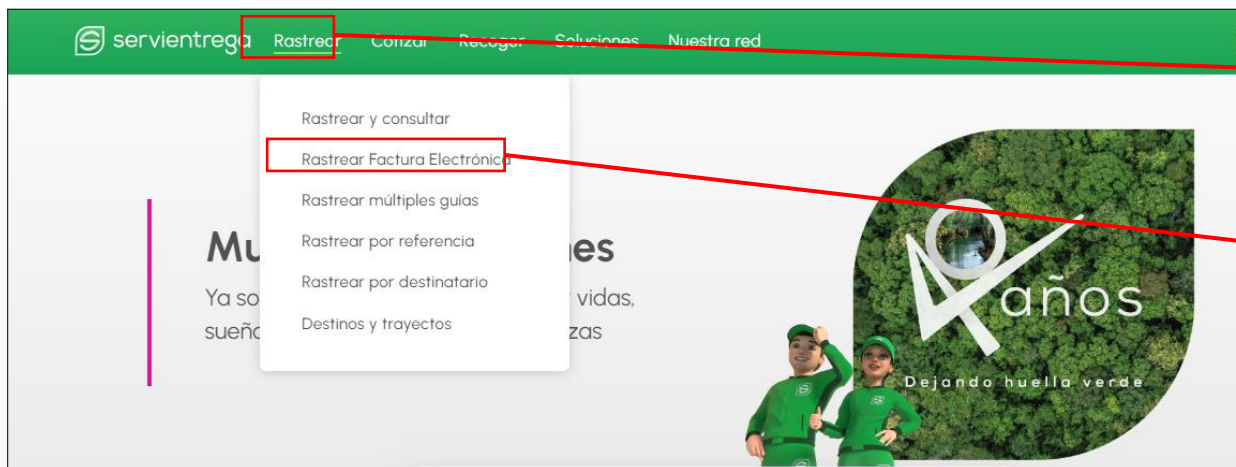 servientrega Rastrear Cotizar Recoger Soluciones Nuestra red
Rastrear y consultar
Rastrear Factura Electrónica
Rastrear múltiples guías
Rastrear por referencia
Rastrear por destinatario
Destinos y trayectos
Mu es
Ya so vidas,
sueño zas
años
Dejando huella verde